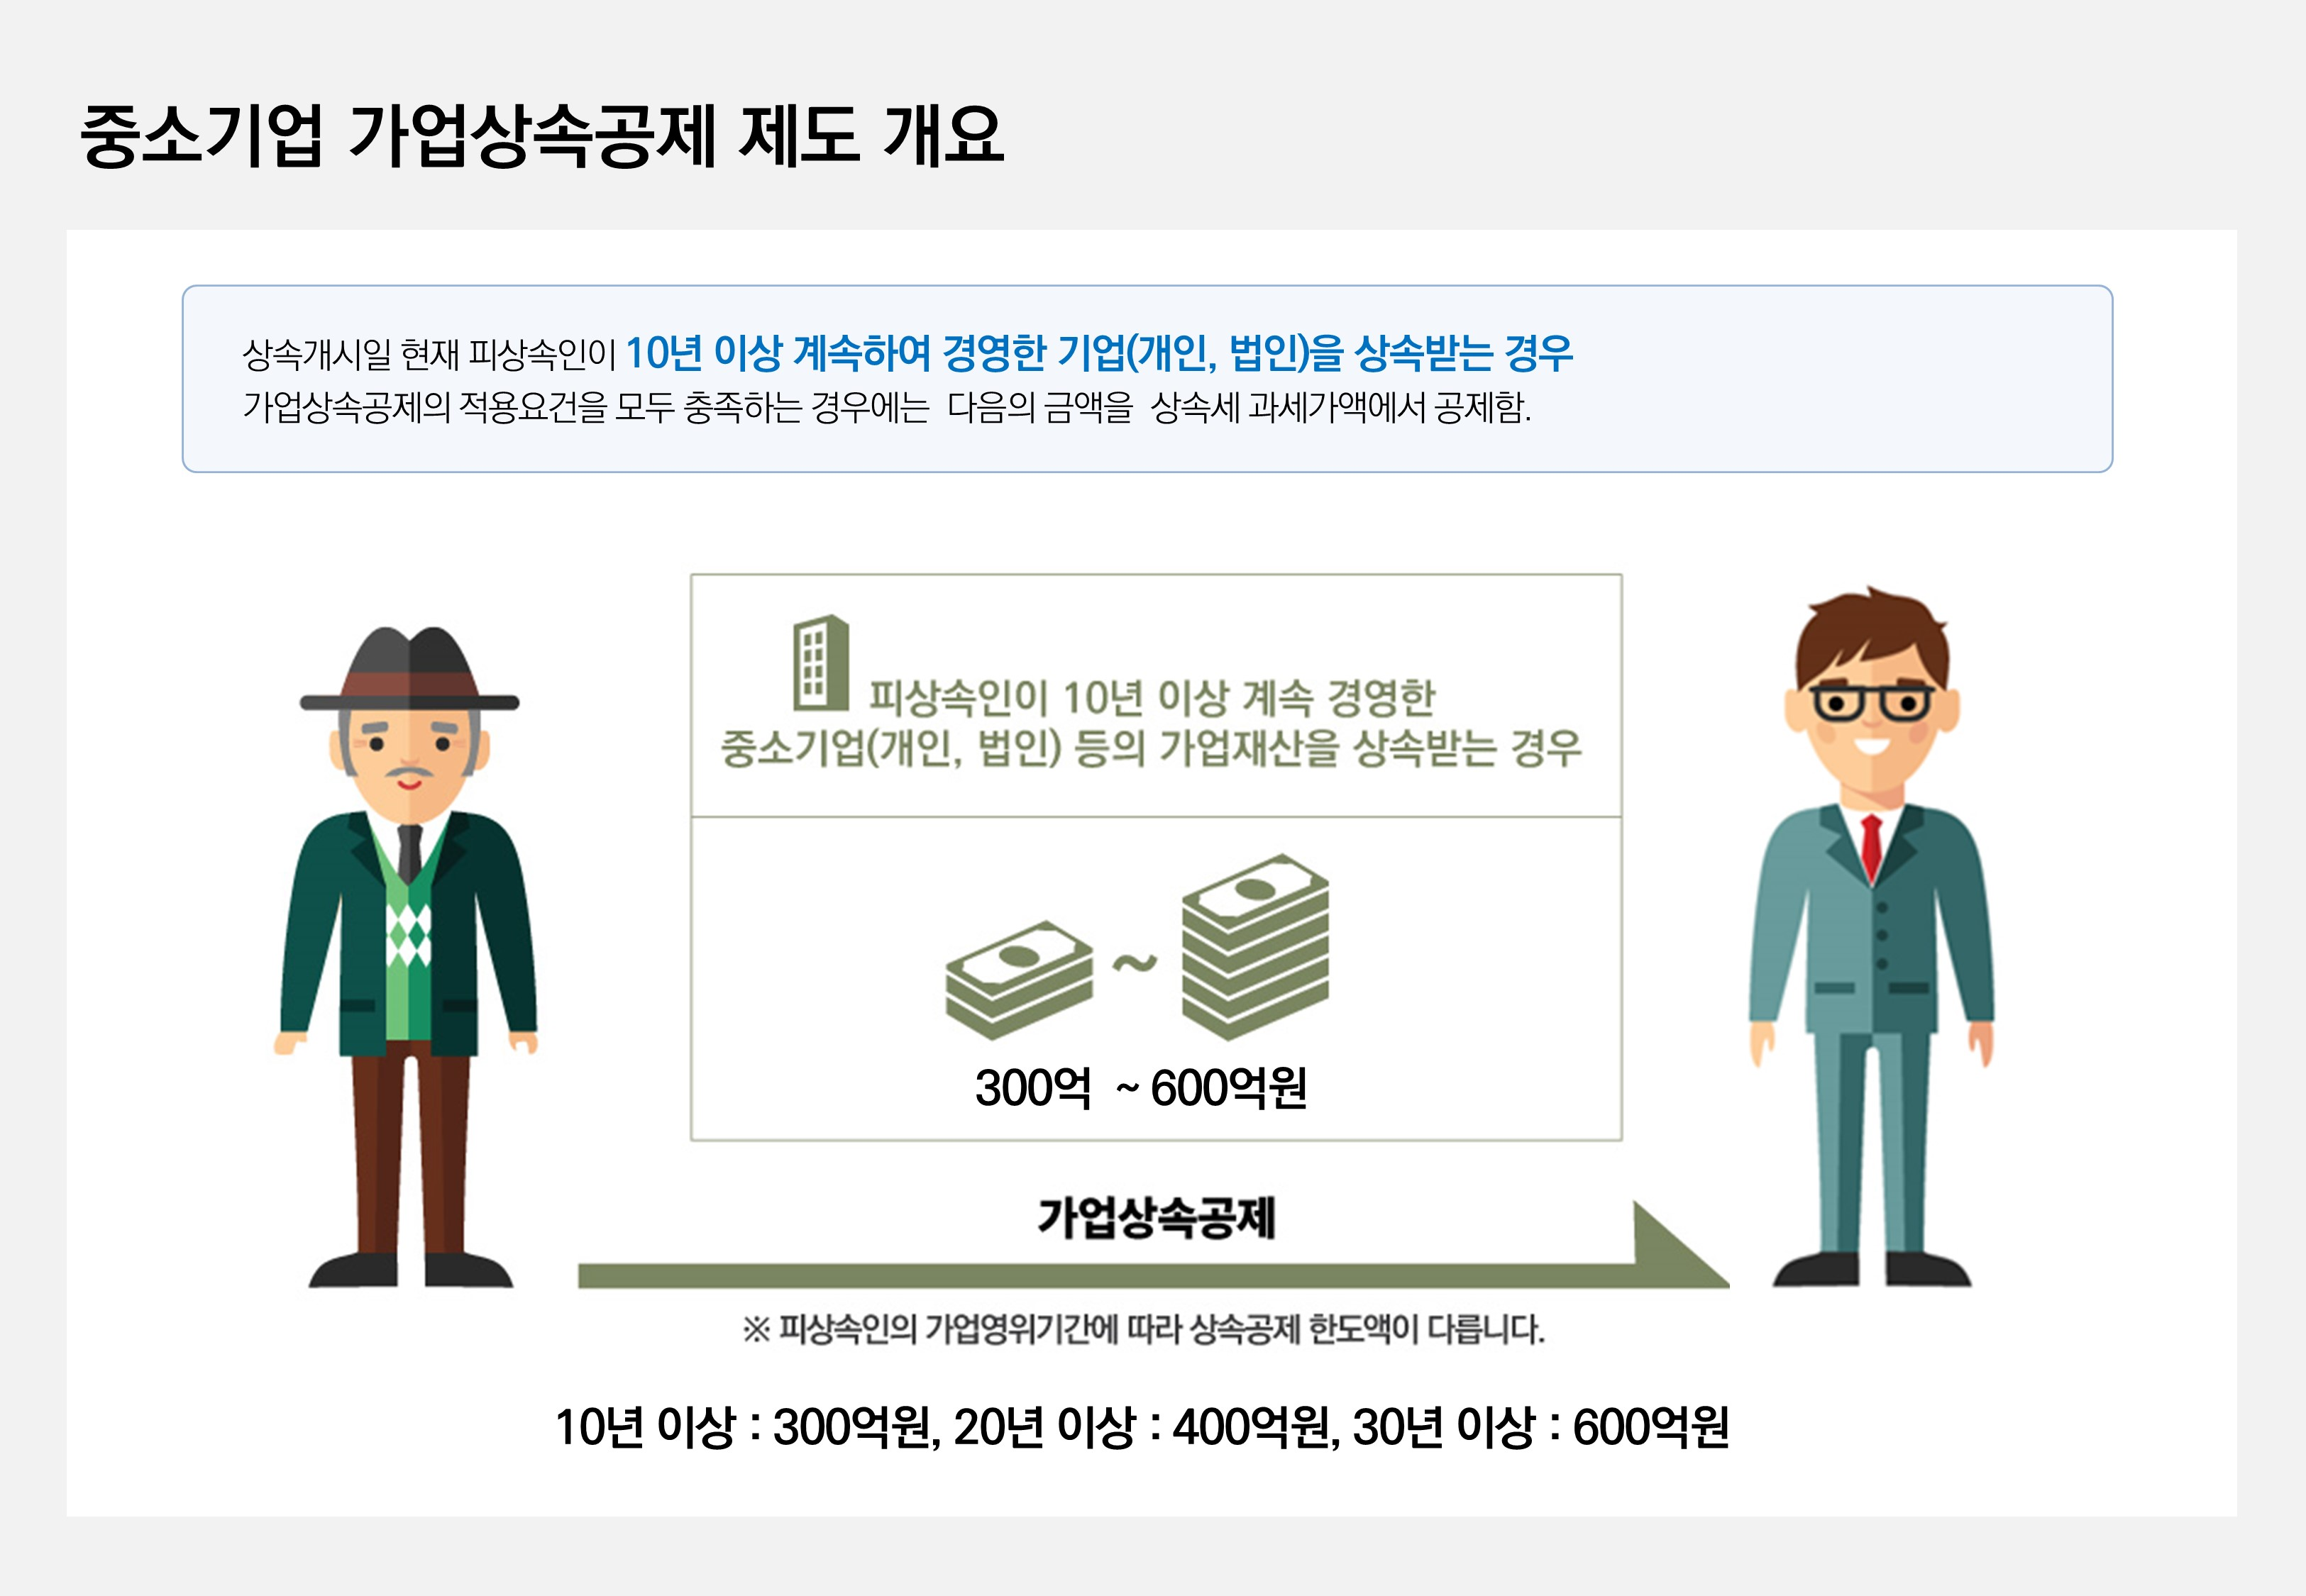 중소기업 가업상속공제 제도 개요
상속개시일 현재 피상속인이 10년 이상 계속하여 경영한 기업(개인, 법인)을 상속받는 경우
가업상속공제의 적용요건을 모두 충족하는 경우에는 다음의 금액을 상속세 과세가액에서 공제함.
피상속인이 10년 이상 계속 경영한
중소기업(개인, 법인) 등의 가업재산을 상속받는 경우
~
300억 ~ 600억원
가업상속공제
※ 피상속인의 가업영위기간에 따라 상속공제 한도액이 다릅니다.
10년 이상 : 300억원, 20년 이상 : 400억원, 30년 이상 : 600억원